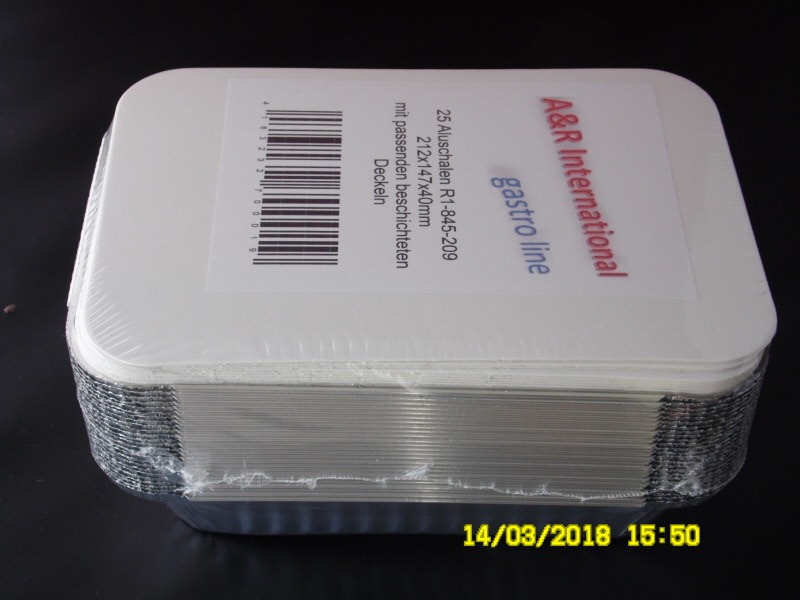 A&R International
gastro line
25 Aluschalen R1-845-209
212x147x40mm
mit passenden beschichteten
Deckeln
14/03/2018 15:50